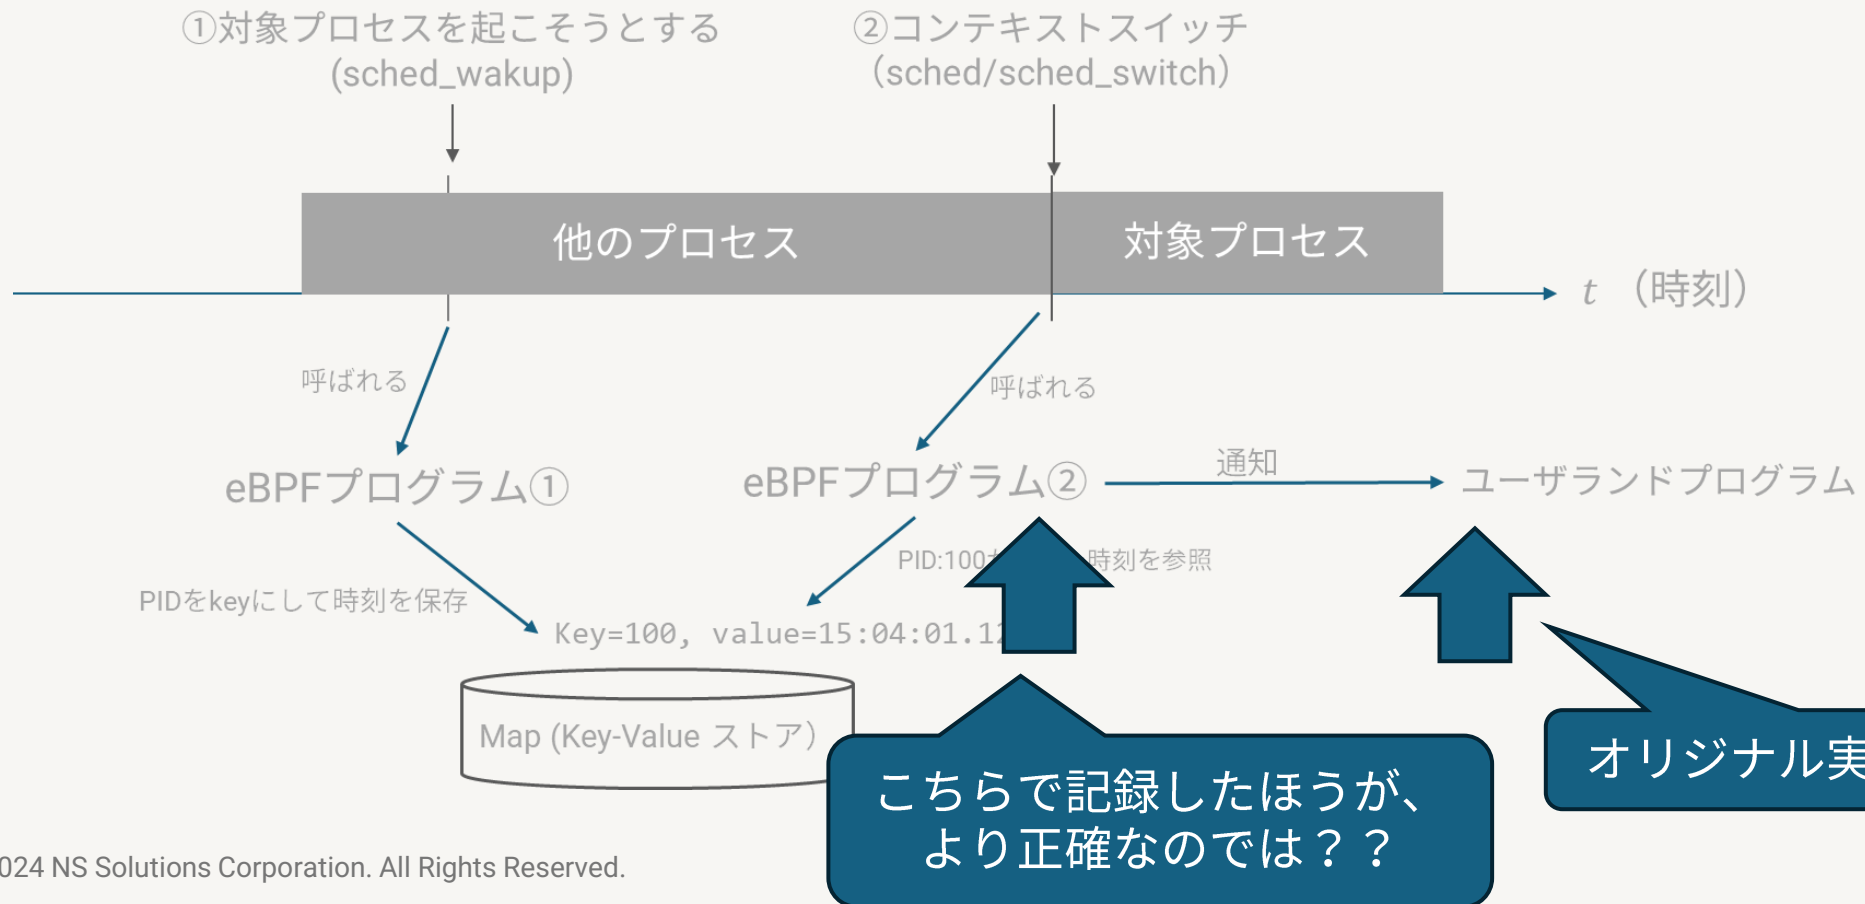 ①対象プロセスを起こそうとする
(sched_wakup)
②コンテキストスイッチ
（sched/sched_switch）
他のプロセス
対象プロセス
t （時刻）
呼ばれる
呼ばれる
eBPFプログラム①
eBPFプログラム②
通知
ユーザランドプログラム
PIDをkeyにして時刻を保存
PID:100
時刻を参照
Key=100, value=15:04:01.12
Map (Key-Value ストア）
こちらで記録したほうが、
より正確なのでは？？
オリジナル実
024 NS Solutions Corporation. All Rights Reserved.